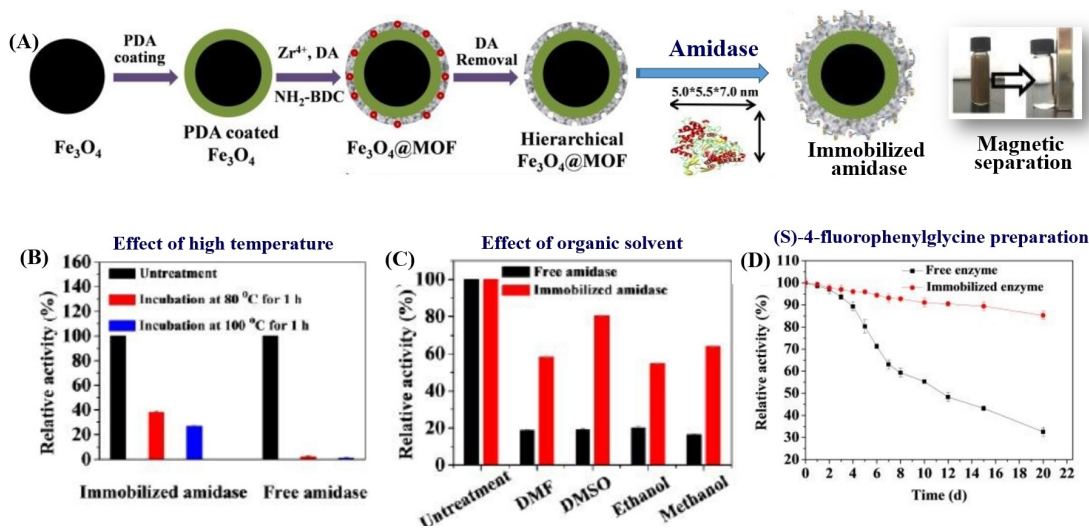 (A)
PDA
coating
Zr⁴⁺, DA
NH₂-BDC
DA
Removal
Amidase
5.0*5.5*7.0 nm
Fe₃O₄
PDA coated
Fe₃O₄
Fe₃O₄@MOF
Hierarchical
Fe₃O₄@MOF
Immobilized
amidase
Magnetic
separation
Effect of high temperature
(B)
Relative activity (%)
160
140
120
100
80
60
40
20
0
Untreatment
Incubation at 80 ⁰C for 1 h
Incubation at 100 ⁰C for 1 h
Immobilized amidase
Free amidase
Effect of organic solvent
(C)
Relative activity (%)
100
80
60
40
20
0
Free amidase
Immobilized amidase
Untreatment
DMF
DMSO
Ethanol
Methanol
(S)-4-fluorophenylglycine preparation
(D)
Relative activity (%)
110
100
90
80
70
60
50
40
30
20
Free enzyme
Immobilized enzyme
0 2 4 6 8 10 12 14 16 18 20 22
Time (d)